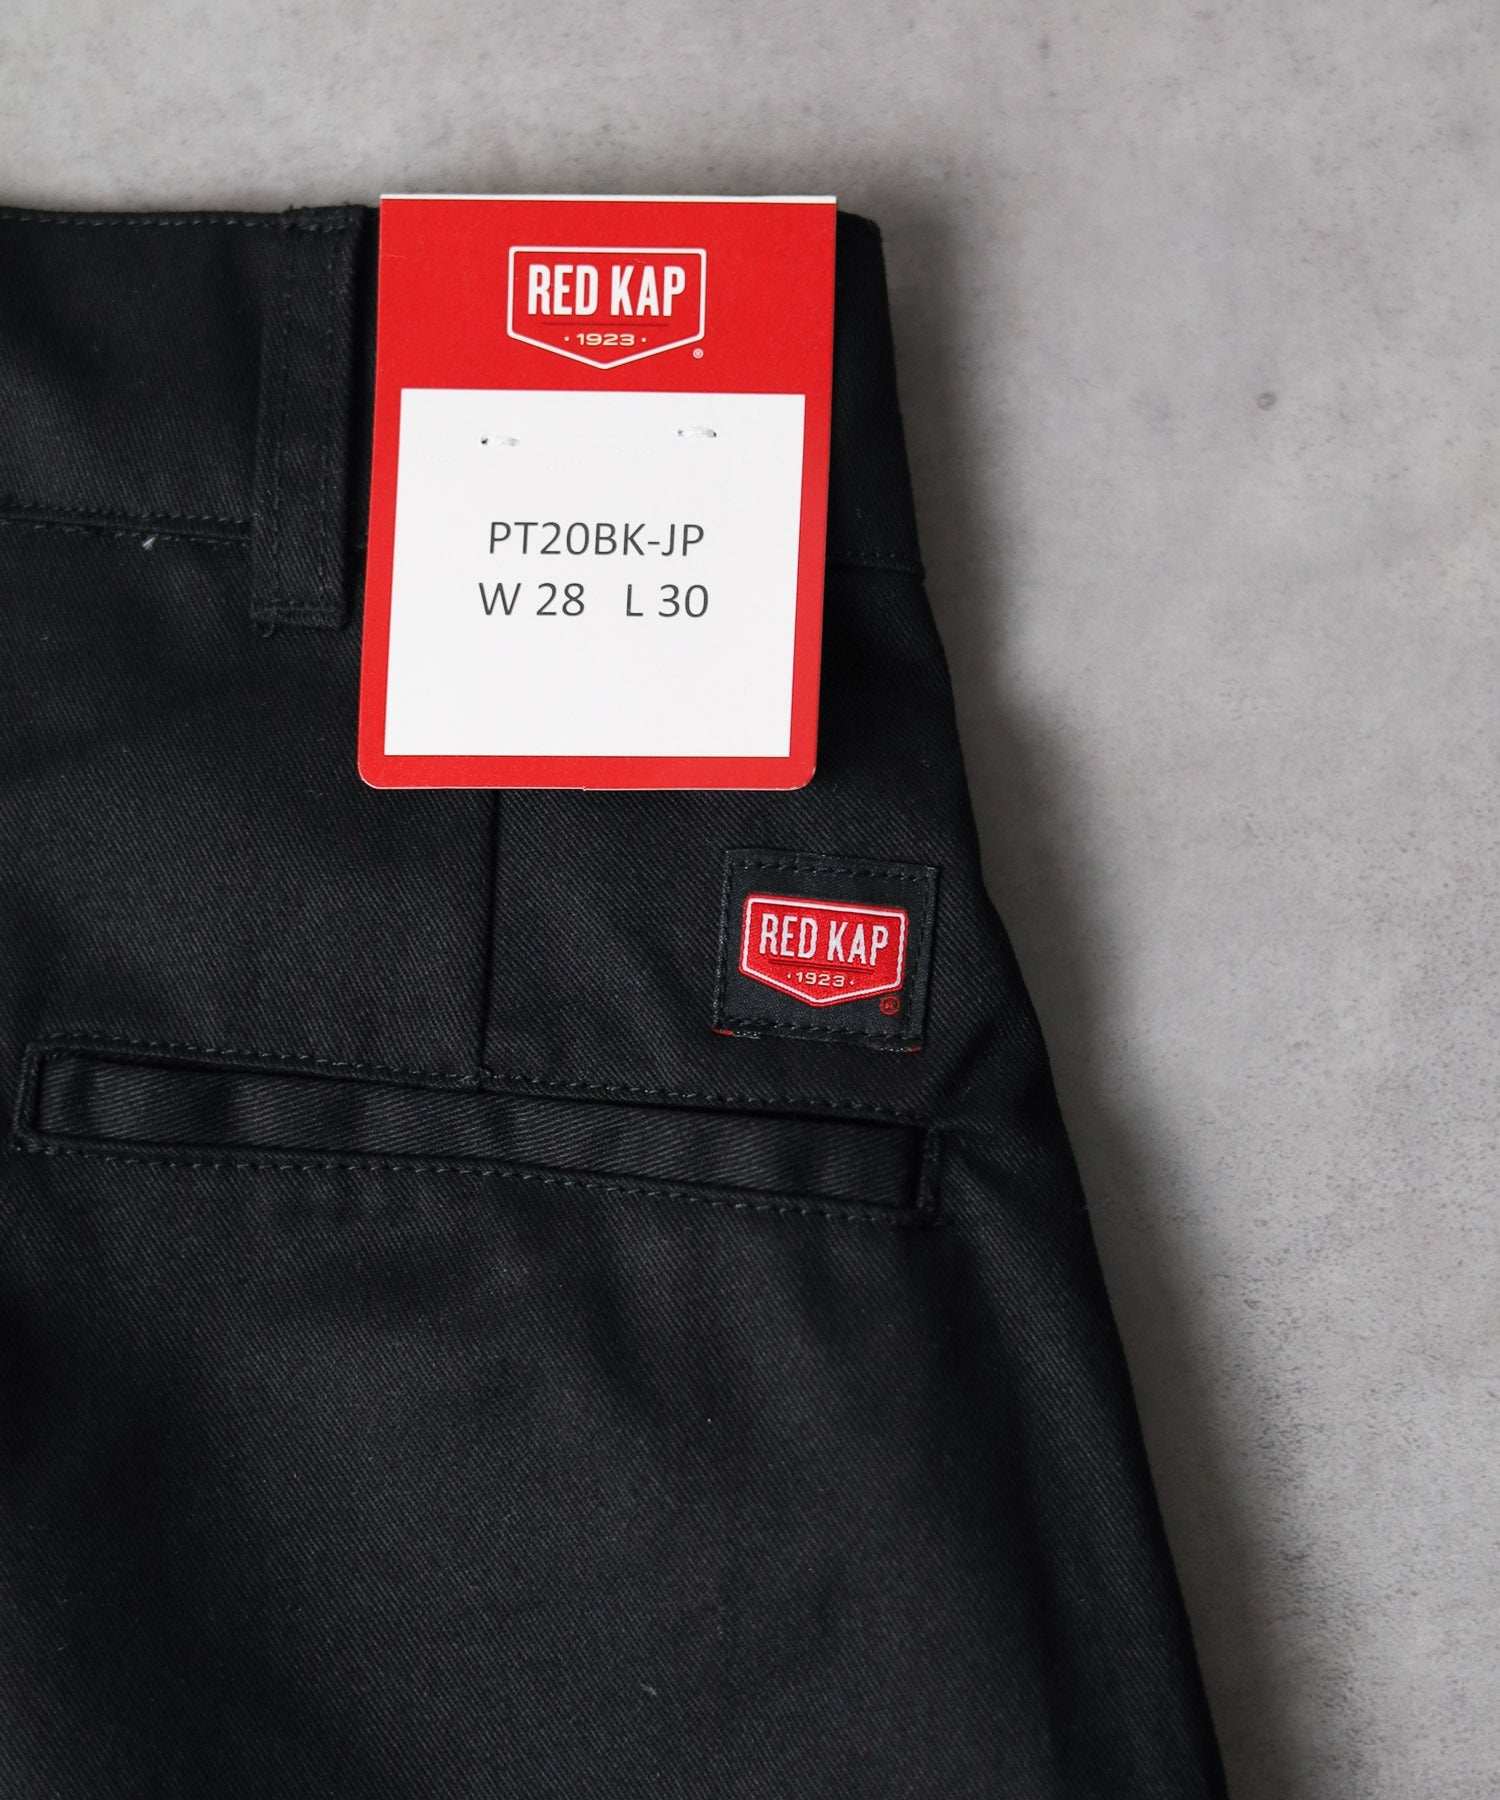 RED KAP
· 1923 ·
®
PT20BK-JP
W 28 L 30
RED KAP
· 1923 ·
®